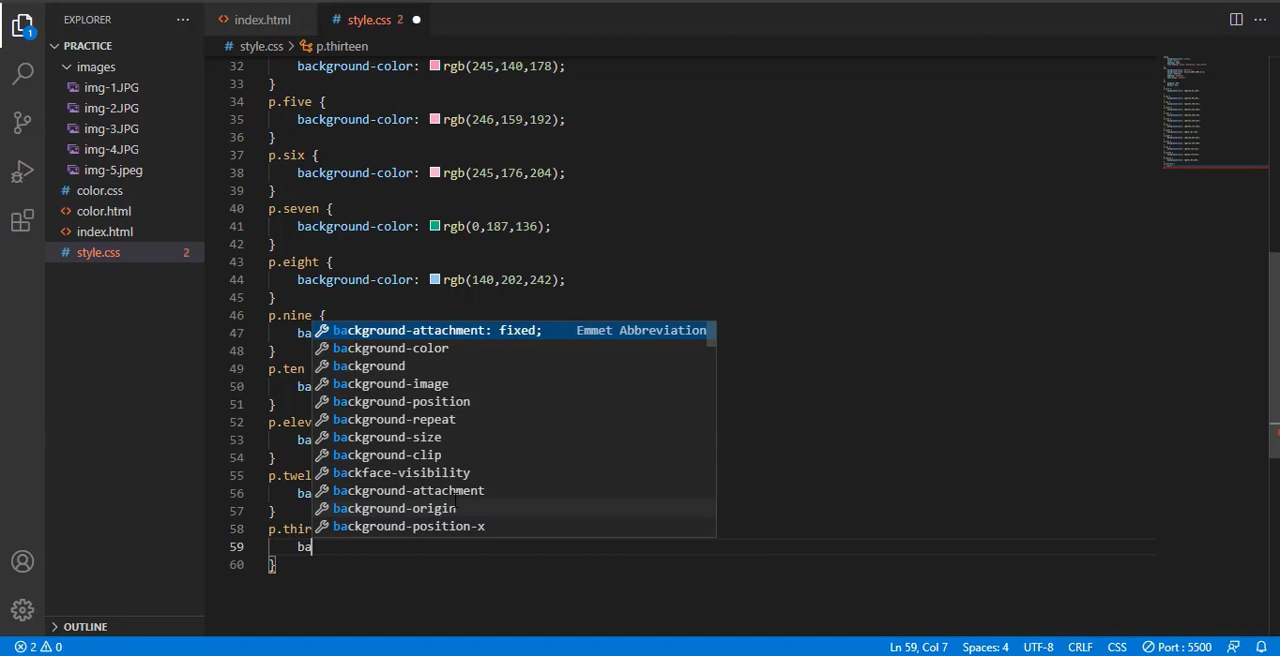 EXPLORER
PRACTICE
images
img-1.JPG
img-2.JPG
img-3.JPG
img-4.JPG
img-5.jpeg
# color.css
<> color.html
<> index.html
# style.css 2
OUTLINE
1
<> index.html # style.css 2
# style.css > p.thirteen
32 background-color: rgb(245,140,178);
33 }
34 p.five {
35 background-color: rgb(246,159,192);
36 }
37 p.six {
38 background-color: rgb(245,176,204);
39 }
40 p.seven {
41 background-color: rgb(0,187,136);
42 }
43 p.eight {
44 background-color: rgb(140,202,242);
45 }
46 p.nine {
47 ba
48 }
49 p.ten
50 ba
51 }
52 p.elev
53 ba
54 }
55 p.twel
56 ba
57 }
58 p.thir
59 ba
60 }
background-attachment: fixed; Emmet Abbreviation
background-color
background
background-image
background-position
background-repeat
background-size
background-clip
backface-visibility
background-attachment
background-origin
background-position-x
2 0 Ln 59, Col 7 Spaces: 4 UTF-8 CRLF CSS Port : 5500